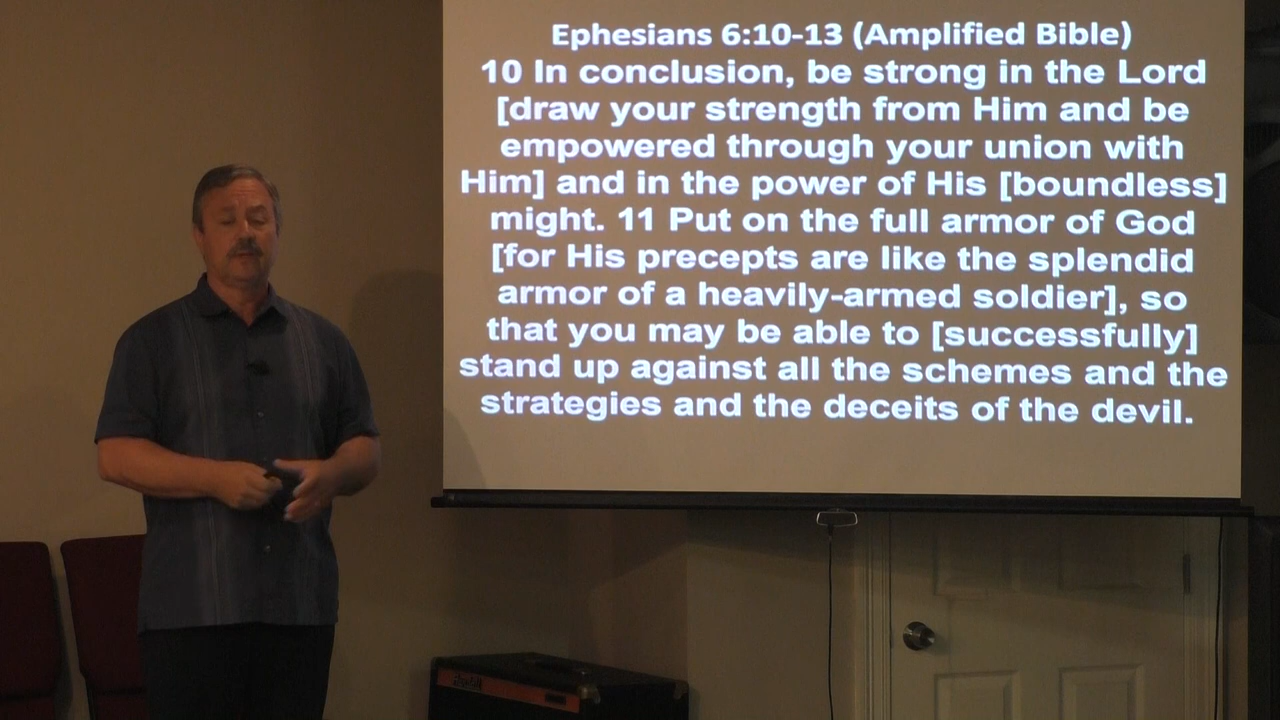 Ephesians 6:10-13 (Amplified Bible)
10 In conclusion, be strong in the Lord
[draw your strength from Him and be
empowered through your union with
Him] and in the power of His [boundless]
might. 11 Put on the full armor of God
[for His precepts are like the splendid
armor of a heavily-armed soldier], so
that you may be able to [successfully]
stand up against all the schemes and the
strategies and the deceits of the devil.